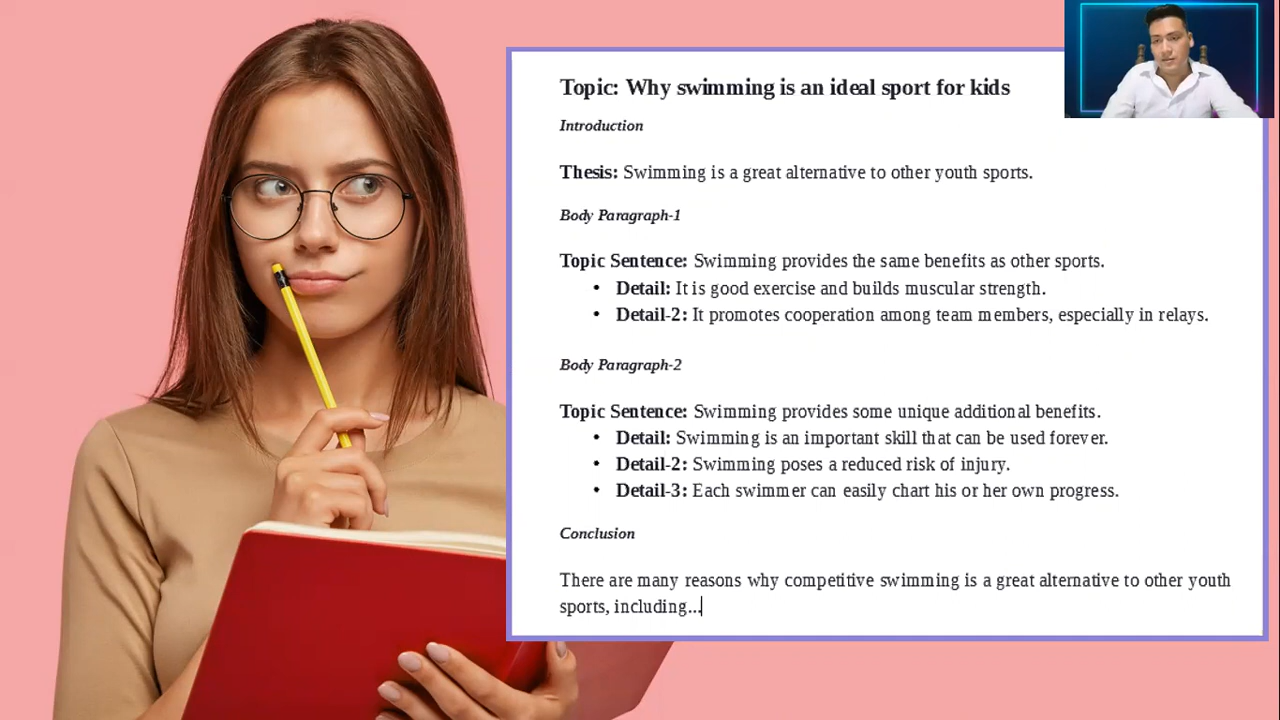 Topic: Why swimming is an ideal sport for kids
Introduction
Thesis: Swimming is a great alternative to other youth sports.
Body Paragraph-1
Topic Sentence: Swimming provides the same benefits as other sports.
• Detail: It is good exercise and builds muscular strength.
• Detail-2: It promotes cooperation among team members, especially in relays.
Body Paragraph-2
Topic Sentence: Swimming provides some unique additional benefits.
• Detail: Swimming is an important skill that can be used forever.
• Detail-2: Swimming poses a reduced risk of injury.
• Detail-3: Each swimmer can easily chart his or her own progress.
Conclusion
There are many reasons why competitive swimming is a great alternative to other youth
sports, including...